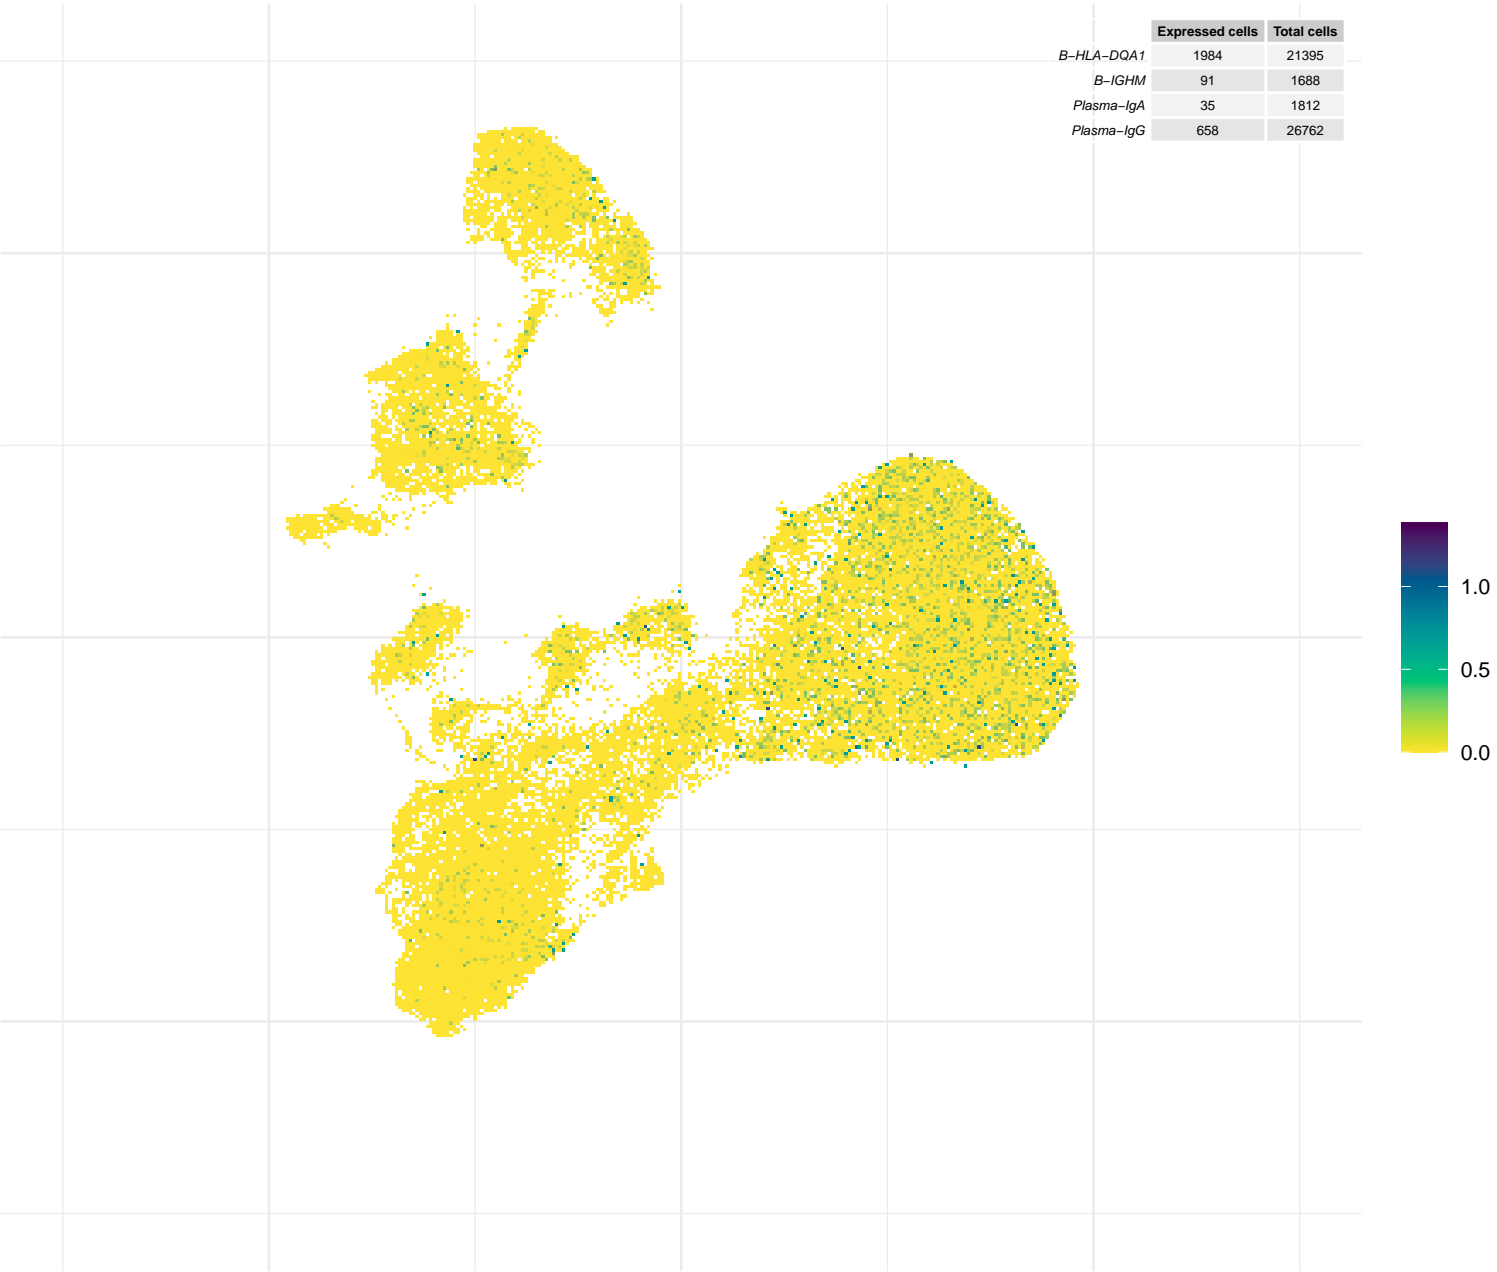 Expressed cells Total cells
B−HLA−DQA1 1984 21395
B−IGHM 91 1688
Plasma−IgA 35 1812
Plasma−IgG 658 26762
1.0
0.5
0.0